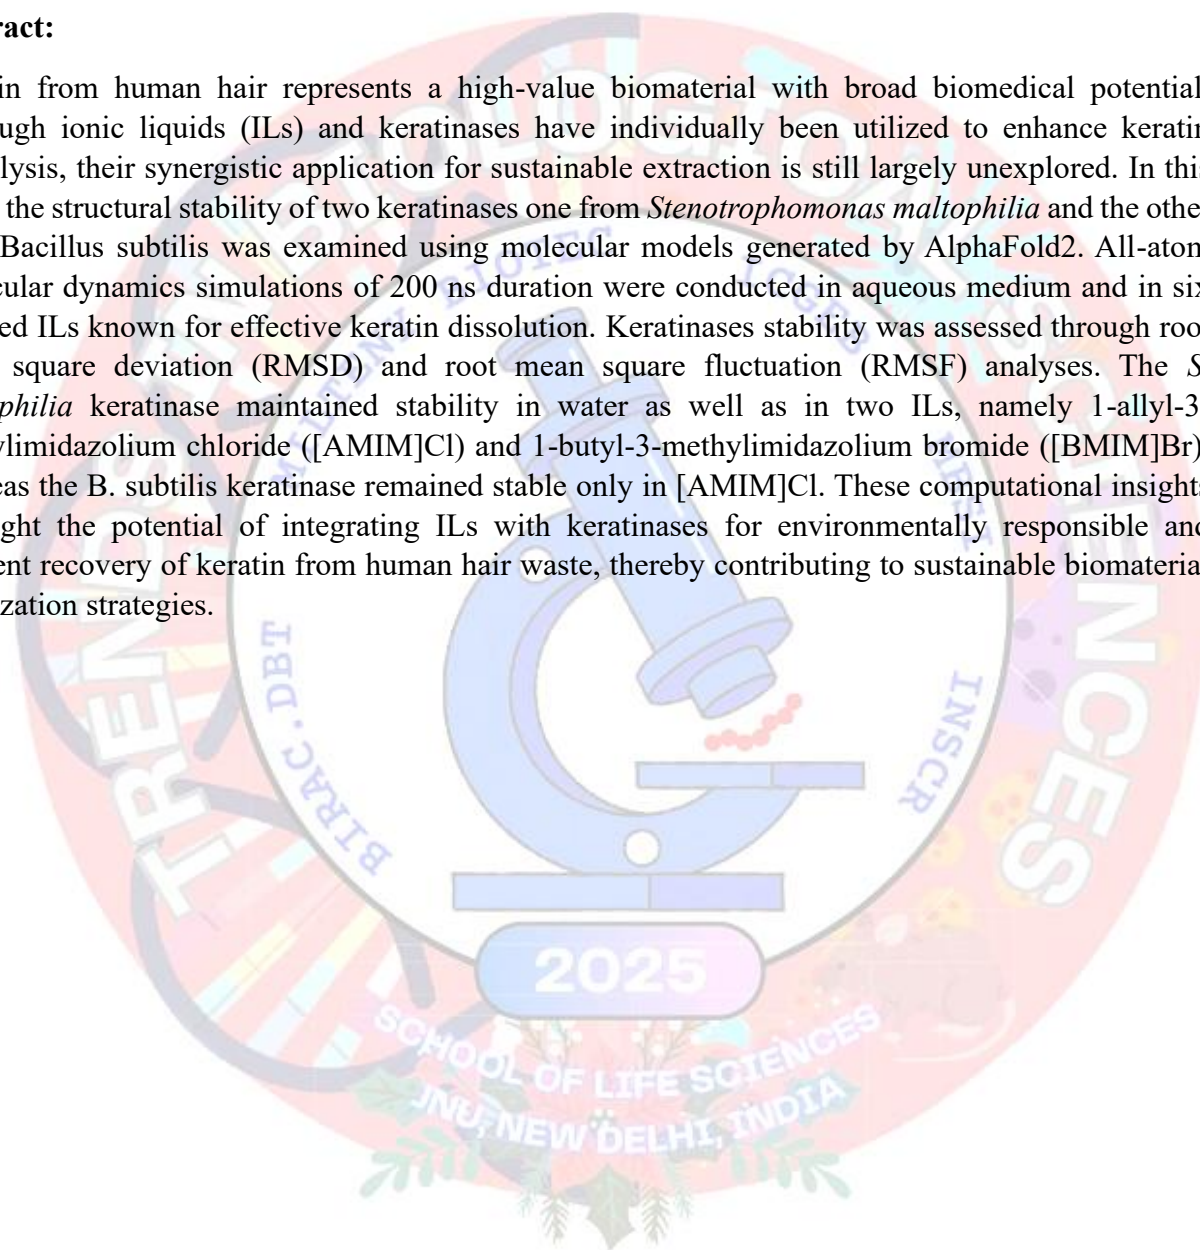 ract:
in from human hair represents a high-value biomaterial with broad biomedical potential
ugh ionic liquids (ILs) and keratinases have individually been utilized to enhance keratin
lysis, their synergistic application for sustainable extraction is still largely unexplored. In this
the structural stability of two keratinases one from Stenotrophomonas maltophilia and the othe
Bacillus subtilis was examined using molecular models generated by AlphaFold2. All-atom
cular dynamics simulations of 200 ns duration were conducted in aqueous medium and in six
ed ILs known for effective keratin dissolution. Keratinases stability was assessed through roo
square deviation (RMSD) and root mean square fluctuation (RMSF) analyses. The S
philia keratinase maintained stability in water as well as in two ILs, namely 1-allyl-3
ylimidazolium chloride ([AMIM]Cl) and 1-butyl-3-methylimidazolium bromide ([BMIM]Br)
eas the B. subtilis keratinase remained stable only in [AMIM]Cl. These computational insights
ght the potential of integrating ILs with keratinases for environmentally responsible and
ent recovery of keratin from human hair waste, thereby contributing to sustainable biomateria
zation strategies.
TRENDS IN BIOLOGICAL SCIENCES
BIRAC.DBT
INSCR
2025
SCHOOL OF LIFE SCIENCES
JNU, NEW DELHI, INDIA